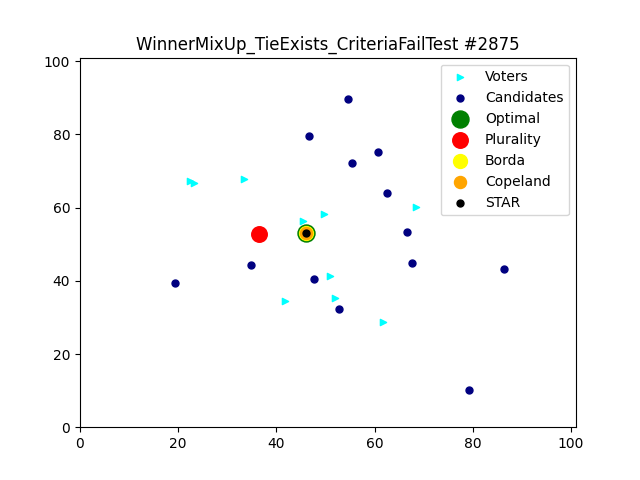 WinnerMixUp_TieExists_CriteriaFailTest #2875
100
80
60
40
20
0
0 20 40 60 80 100
Voters
Candidates
Optimal
Plurality
Borda
Copeland
STAR